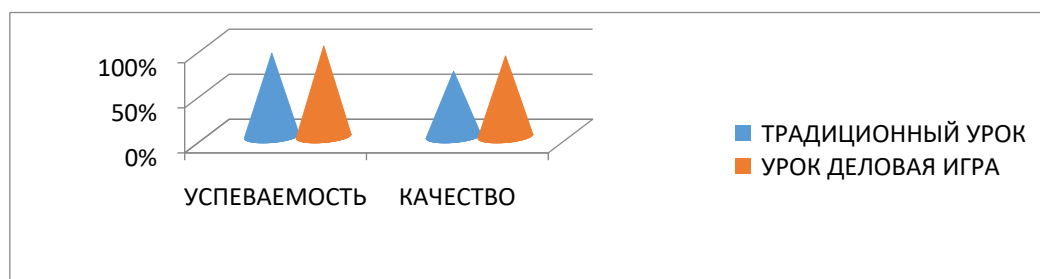 100%
50%
0%
УСПЕВАЕМОСТЬ КАЧЕСТВО
ТРАДИЦИОННЫЙ УРОК
УРОК ДЕЛОВАЯ ИГРА